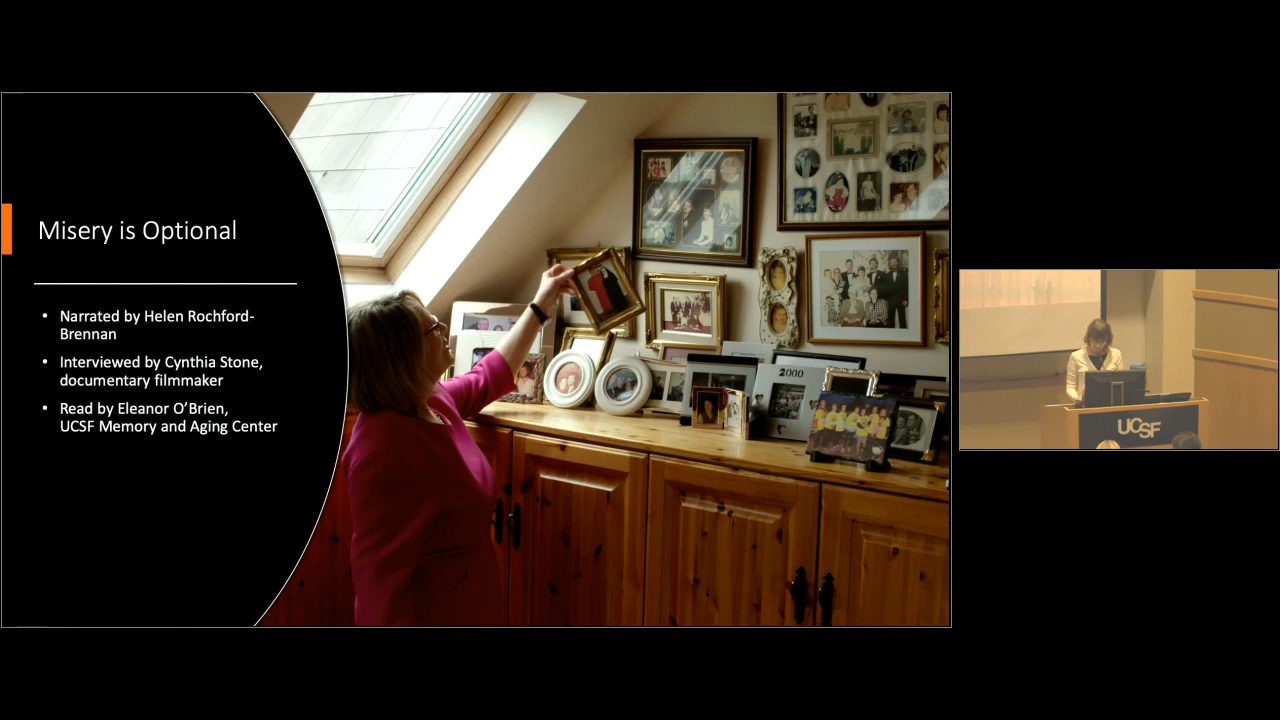 Misery is Optional
• Narrated by Helen Rochford-
Brennan
• Interviewed by Cynthia Stone,
documentary filmmaker
• Read by Eleanor O’Brien,
UCSF Memory and Aging Center
2000
UCSF